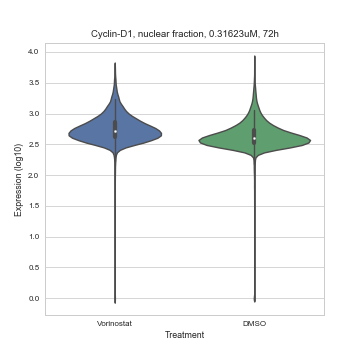 Cyclin-D1, nuclear fraction, 0.31623uM, 72h
4.0
3.5
3.0
2.5
2.0
1.5
1.0
0.5
0.0
Expression (log10)
Vorinostat
DMSO
Treatment